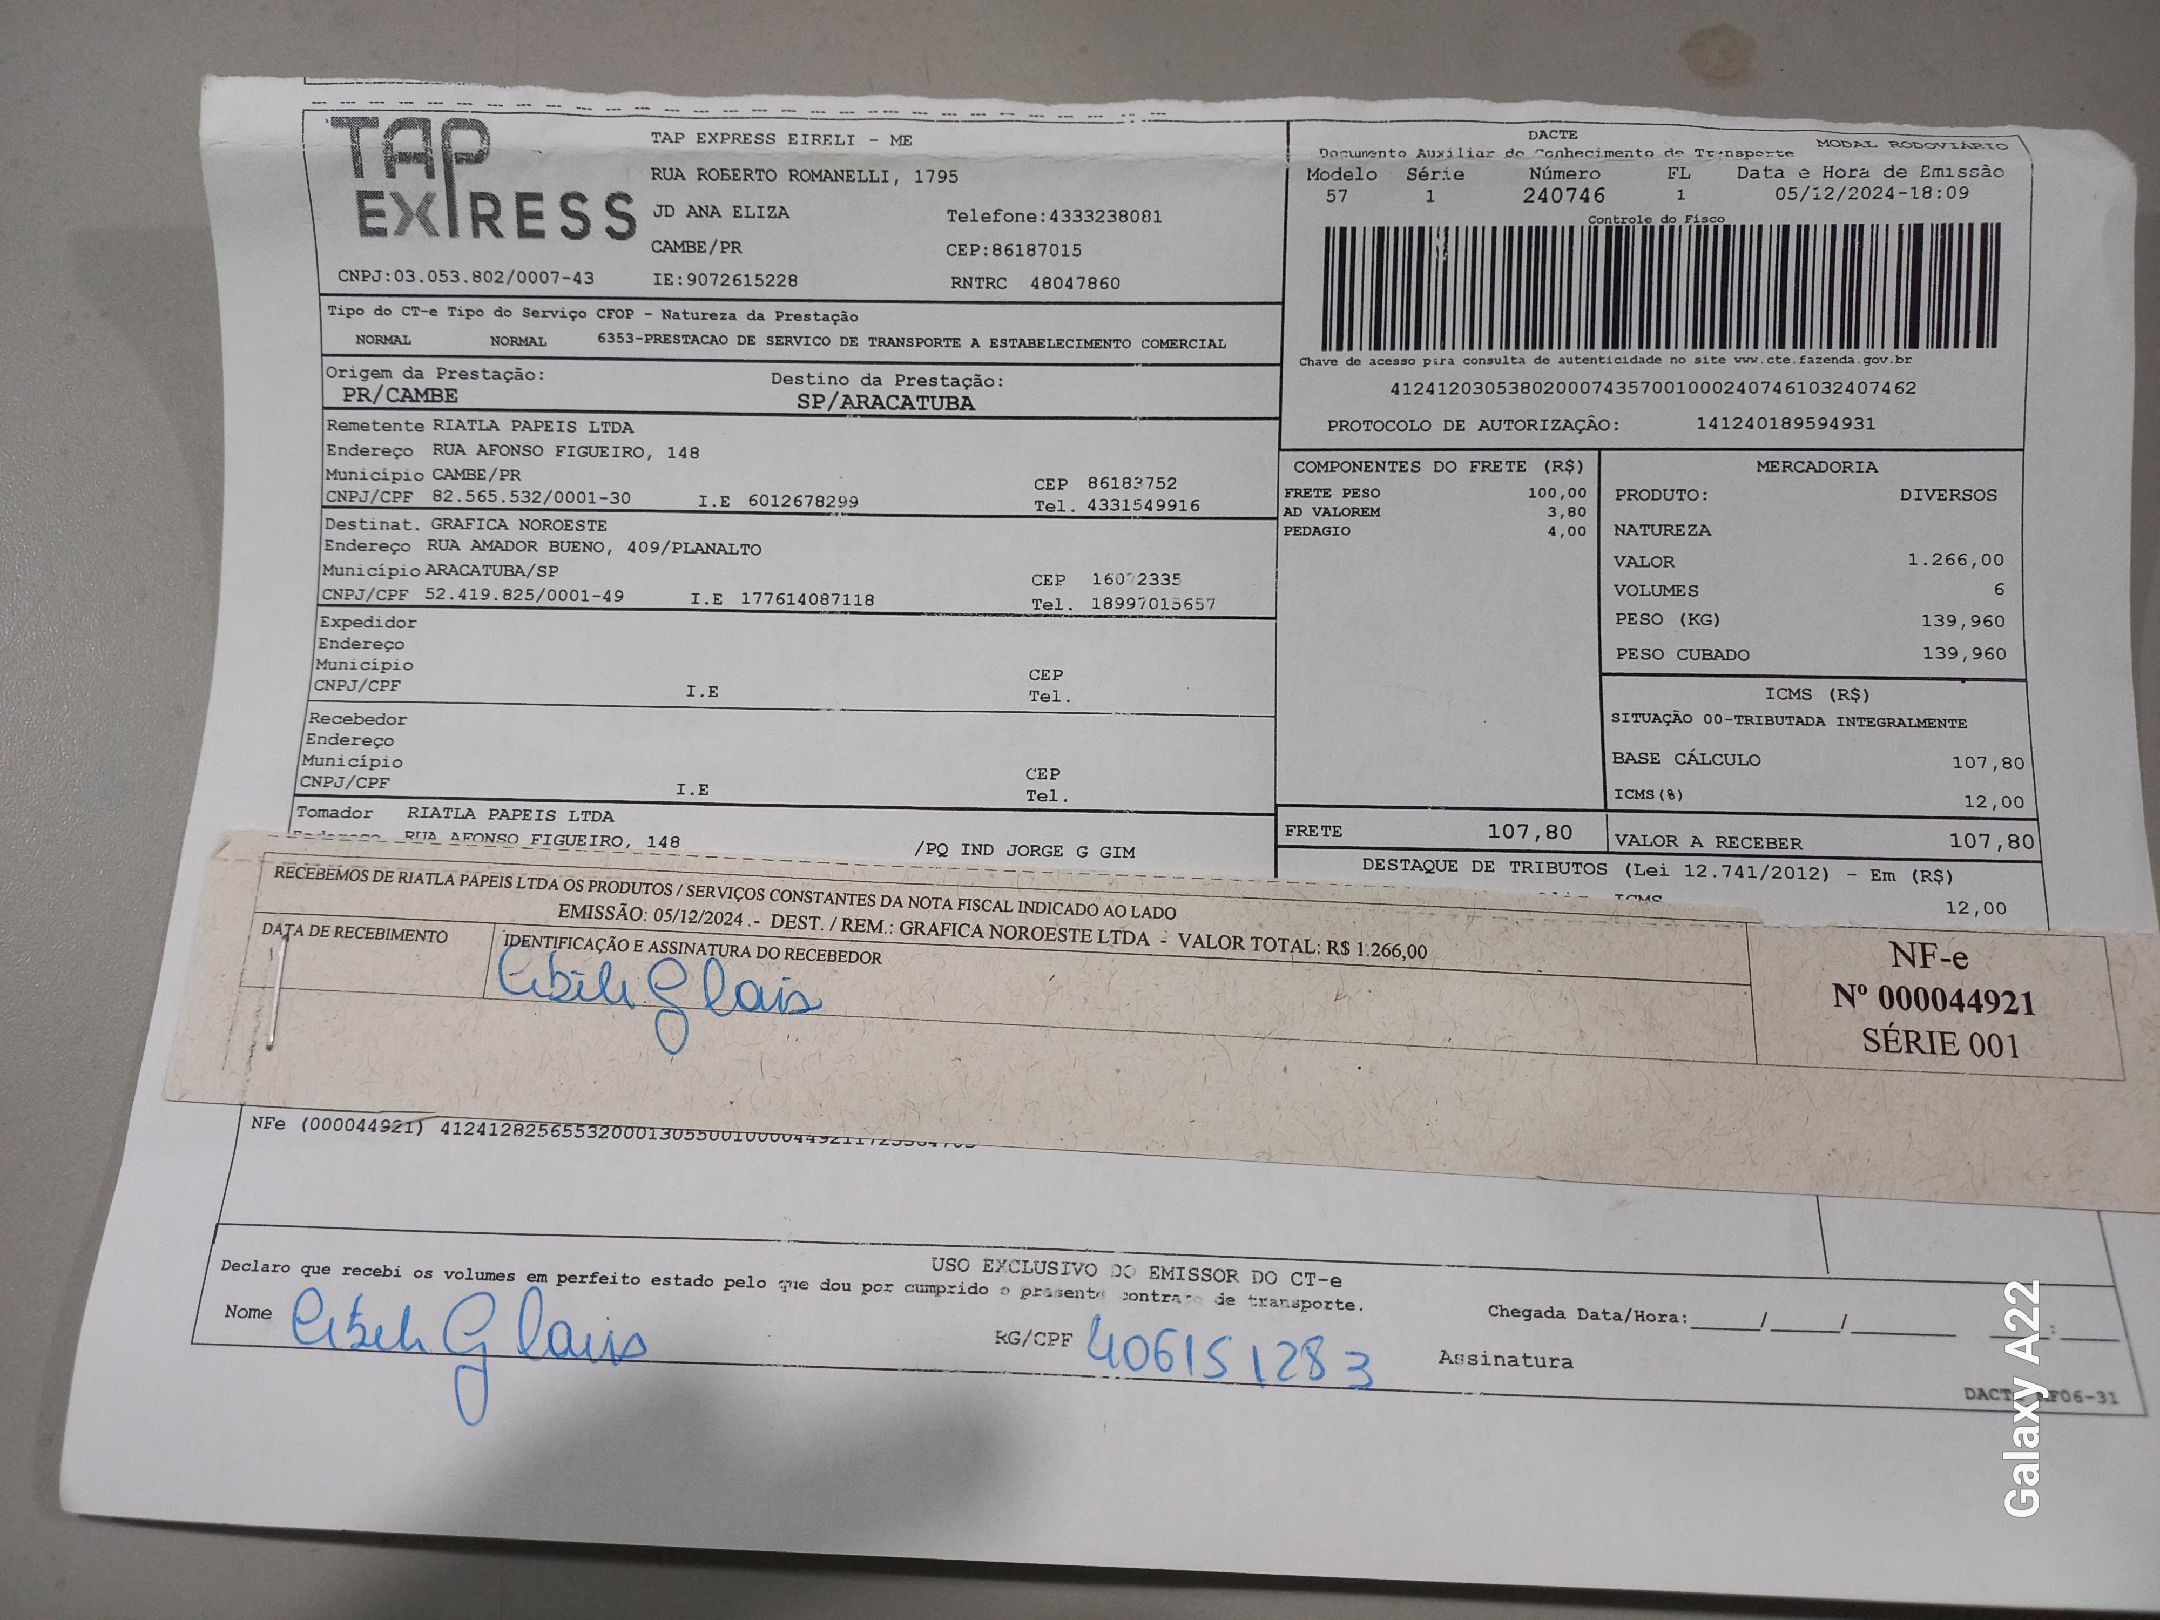 TAP EXPRESS
TAP EXPRESS EIRELI - ME
RUA ROBERTO ROMANELLI, 1795
JD ANA ELIZA Telefone:4333238081
CAMBE/PR CEP:86187015
CNPJ:03.053.802/0007-43 IE:9072615228 RNTRC 48047860
DACTE
Documento Auxiliar do Conhecimento de Transporte MODAL RODOVIÁRIO
Modelo Série Número FL Data e Hora de Emissão
57 1 240746 1 05/12/2024-18:09
Controle do Fisco
Chave de acesso para consulta de autenticidade no site www.cte.fazenda.gov.br
41241203053802000743570010002407461032407462
PROTOCOLO DE AUTORIZAÇÃO: 141240189594931
Tipo do CT-e Tipo do Serviço CFOP - Natureza da Prestação
NORMAL NORMAL 6353-PRESTACAO DE SERVICO DE TRANSPORTE A ESTABELECIMENTO COMERCIAL
Origem da Prestação: Destino da Prestação:
PR/CAMBE SP/ARACATUBA
Remetente RIATLA PAPEIS LTDA
Endereço RUA AFONSO FIGUEIRO, 148
Município CAMBE/PR CEP 86183752
CNPJ/CPF 82.565.532/0001-30 I.E 6012678299 Tel. 4331549916
Destinat. GRAFICA NOROESTE
Endereço RUA AMADOR BUENO, 409/PLANALTO
Município ARACATUBA/SP CEP 16072335
CNPJ/CPF 52.419.825/0001-49 I.E 177614087118 Tel. 18997015657
Expedidor
Endereço
Município CEP
CNPJ/CPF I.E Tel.
Recebedor
Endereço
Município CEP
CNPJ/CPF I.E Tel.
Tomador RIATLA PAPEIS LTDA
Endereço RUA AFONSO FIGUEIRO, 148 /PQ IND JORGE G GIM
COMPONENTES DO FRETE (R$)
FRETE PESO 100,00
AD VALOREM 3,80
PEDAGIO 4,00
FRETE 107,80
MERCADORIA
PRODUTO: DIVERSOS
NATUREZA
VALOR 1.266,00
VOLUMES 6
PESO (KG) 139,960
PESO CUBADO 139,960
ICMS (R$)
SITUAÇÃO 00-TRIBUTADA INTEGRALMENTE
BASE CÁLCULO 107,80
ICMS(%) 12,00
VALOR A RECEBER 107,80
DESTAQUE DE TRIBUTOS (Lei 12.741/2012) - Em (R$)
ICMS
12,00
RECEBEMOS DE RIATLA PAPEIS LTDA OS PRODUTOS / SERVIÇOS CONSTANTES DA NOTA FISCAL INDICADO AO LADO
EMISSÃO: 05/12/2024 .- DEST. / REM.: GRAFICA NOROESTE LTDA - VALOR TOTAL: R$ 1.266,00
DATA DE RECEBIMENTO IDENTIFICAÇÃO E ASSINATURA DO RECEBEDOR
NF-e
Nº 000044921
SÉRIE 001
NFe (000044921)
USO EXCLUSIVO DO EMISSOR DO CT-e
Declaro que recebi os volumes em perfeito estado pelo que dou por cumprido o presente contrato de transporte.
Nome RG/CPF 406151283 Assinatura
Chegada Data/Hora:_____/_____/________ ____:____
Galaxy A22